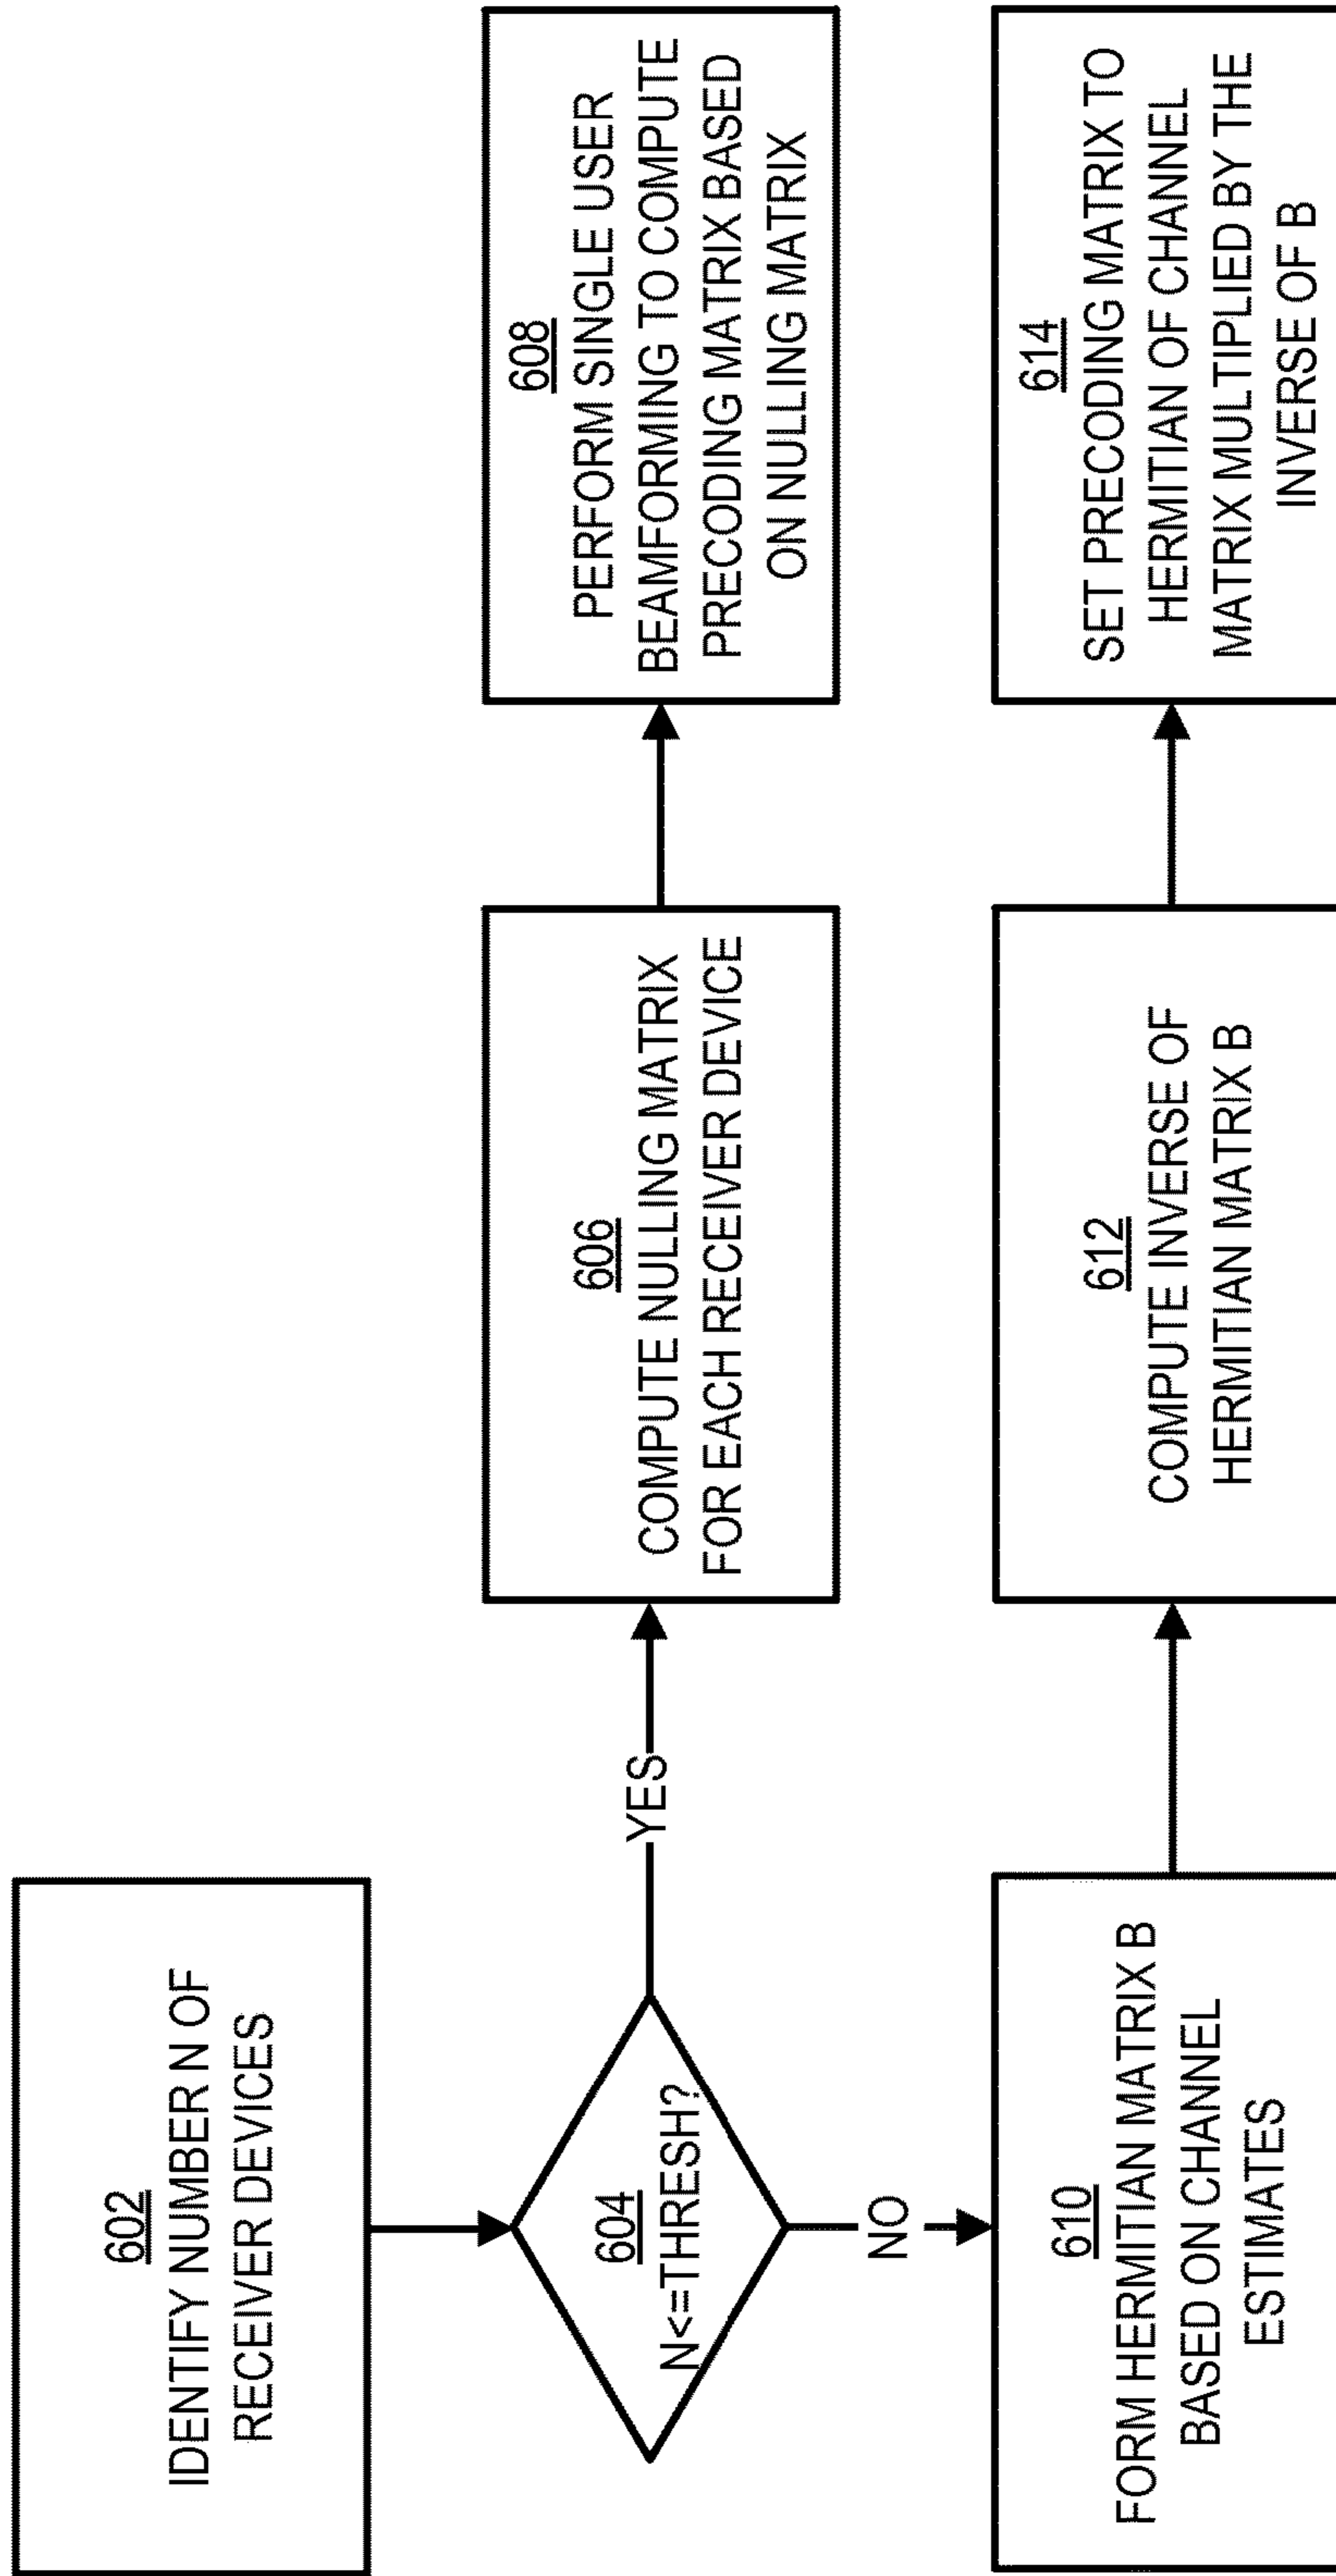 602
IDENTIFY NUMBER N OF
RECEIVER DEVICES
604
N<=THRESH?
YES
606
COMPUTE NULLING MATRIX
FOR EACH RECEIVER DEVICE
608
PERFORM SINGLE USER
BEAMFORMING TO COMPUTE
PRECODING MATRIX BASED
ON NULLING MATRIX
NO
610
FORM HERMITIAN MATRIX B
BASED ON CHANNEL
ESTIMATES
612
COMPUTE INVERSE OF
HERMITIAN MATRIX B
614
SET PRECODING MATRIX TO
HERMITIAN OF CHANNEL
MATRIX MULTIPLIED BY THE
INVERSE OF B